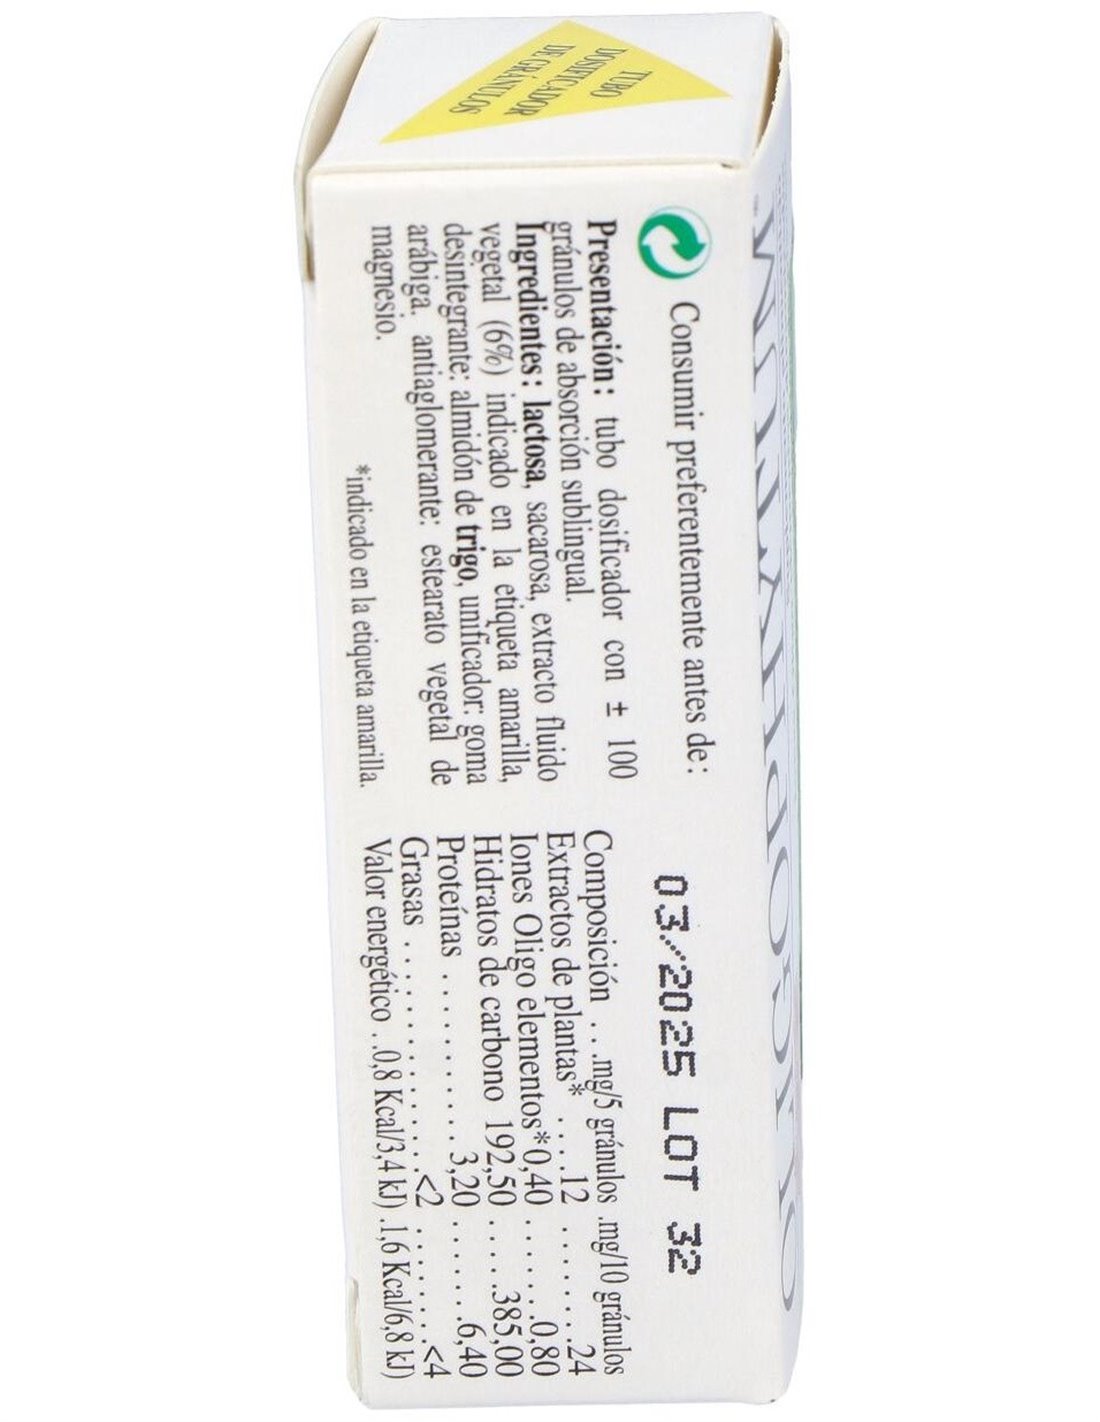 TUBO
DOSIFICADOR
DE GRÁNULOS
OLIGOPHYTUM
Consumir preferentemente antes de:
03/2025 LOT 32
Presentación: tubo dosificador con ± 100
gránulos de absorción sublingual.
Ingredientes: lactosa, sacarosa, extracto fluido
vegetal (6%) indicado en la etiqueta amarilla,
desintegrante: almidón de trigo, unificador: goma
arábiga, antiaglomerante: estearato vegetal de
magnesio.
*indicado en la etiqueta amarilla.
Composición ...mg/5 gránulos .mg/10 gránulos
Extractos de plantas* ....12 ........24
Iones Oligo elementos*0,40 .......0,80
Hidratos de carbono 192,50 .....385,00
Proteínas ............3,20 .......6,40
Grasas ...............<2 ........<4
Valor energético ..0,8 Kcal/3,4 kJ).1,6 Kcal/6,8 kJ)